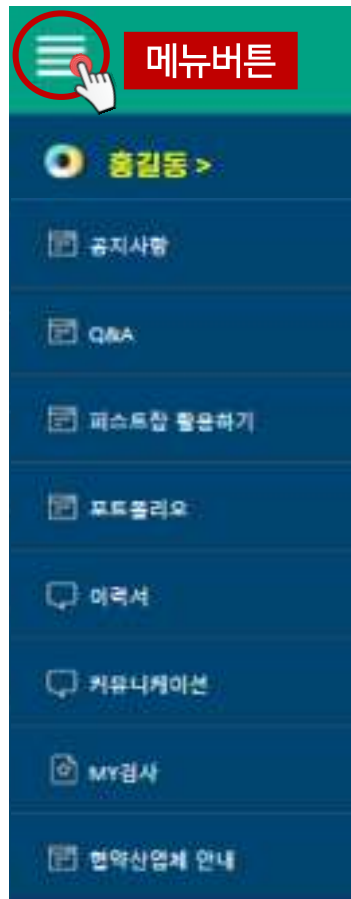 메뉴버튼
홍길동 >
공지사항
Q&A
퍼스트잡 활용하기
포트폴리오
이력서
커뮤니케이션
MY검사
협약산업체 안내